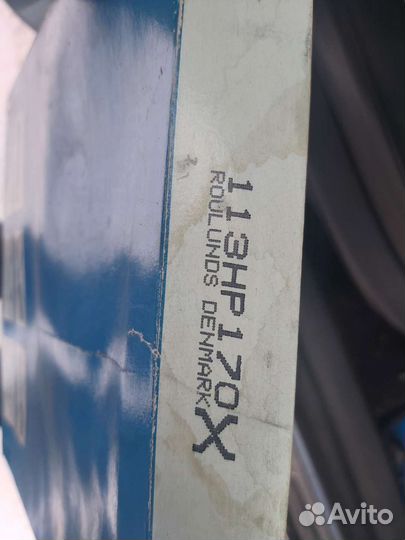 113HP170X
ROULUNDS DENMARK
Avito